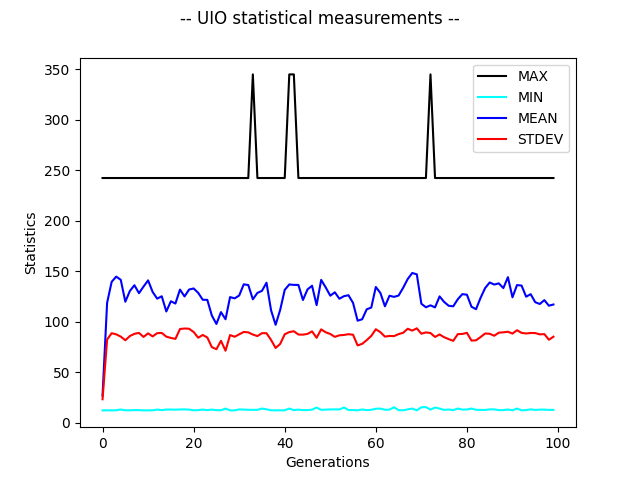 -- UIO statistical measurements --
350
300
250
200
150
100
50
0
Statistics
MAX
MIN
MEAN
STDEV
0 20 40 60 80 100
Generations